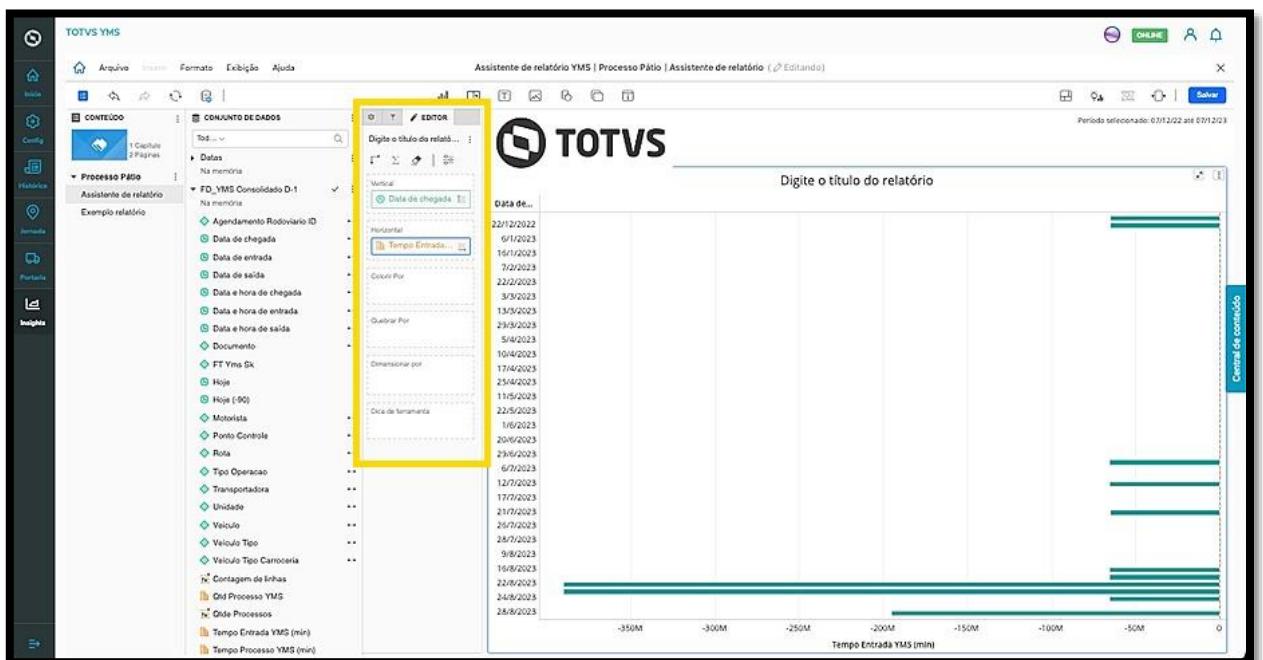 TOTVS YMS
ONLINE
Arquivo Inserir Formato Exibição Ajuda
Assistente de relatório YMS | Processo Pátio | Assistente de relatório ( Editando)
Salvar
Início
Config
Histórico
Jornada
Portaria
Insights
CONTEÚDO
1 Capítulo
2 Páginas
Processo Pátio
Assistente de relatório
Exemplo relatório
CONJUNTO DE DADOS
Tod...
Datas
Na memória
FD_YMS Consolidado D-1
Na memória
Agendamento Rodoviario ID
Data de chegada
Data de entrada
Data de saída
Data e hora de chegada
Data e hora de entrada
Data e hora de saída
Documento
FT Yms Sk
Hoje
Hoje (-90)
Motorista
Ponto Controle
Rota
Tipo Operacao
Transportadora
Unidade
Veiculo
Veiculo Tipo
Veiculo Tipo Carroceria
Contagem de linhas
Qtd Processo YMS
Qtde Processos
Tempo Entrada YMS (min)
Tempo Processo YMS (min)
EDITOR
Digite o título do relató...
Vertical
Data de chegada
Horizontal
Tempo Entrada...
Colorir Por
Quebrar Por
Dimensionar por
Dica de ferramenta
TOTVS
Período selecionado: 07/12/22 até 07/12/23
Digite o título do relatório
Data de...
22/12/2022
6/1/2023
16/1/2023
7/2/2023
22/2/2023
3/3/2023
13/3/2023
29/3/2023
5/4/2023
10/4/2023
17/4/2023
25/4/2023
11/5/2023
22/5/2023
1/6/2023
20/6/2023
29/6/2023
6/7/2023
12/7/2023
17/7/2023
21/7/2023
26/7/2023
28/7/2023
9/8/2023
16/8/2023
22/8/2023
24/8/2023
28/8/2023
-350M -300M -250M -200M -150M -100M -50M 0
Tempo Entrada YMS (min)
Central de conteúdo